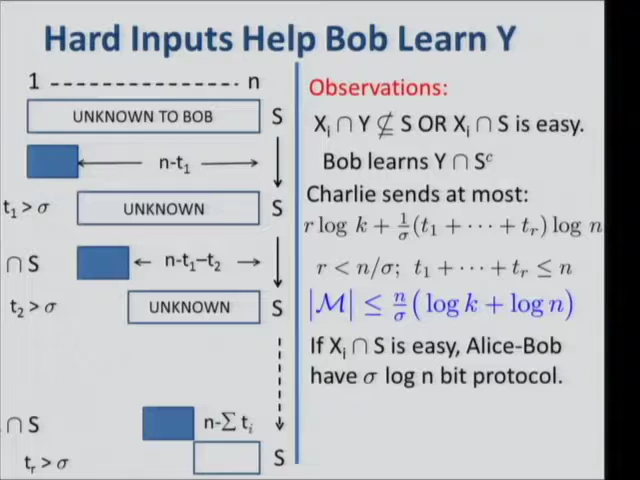 Hard Inputs Help Bob Learn Y
1 ---------------- n
UNKNOWN TO BOB S
n-t₁
t₁ > σ UNKNOWN S
∩ S n-t₁–t₂
t₂ > σ UNKNOWN S
∩ S n-Σ tᵢ
tᵣ > σ S
Observations:
Xᵢ ∩ Y ⊈ S OR Xᵢ ∩ S is easy.
Bob learns Y ∩ Sᶜ
Charlie sends at most:
r log k + 1/σ (t₁ + ··· + tᵣ) log n
r < n/σ; t₁ + ··· + tᵣ ≤ n
|M| ≤ n/σ (log k + log n)
If Xᵢ ∩ S is easy, Alice-Bob
have σ log n bit protocol.